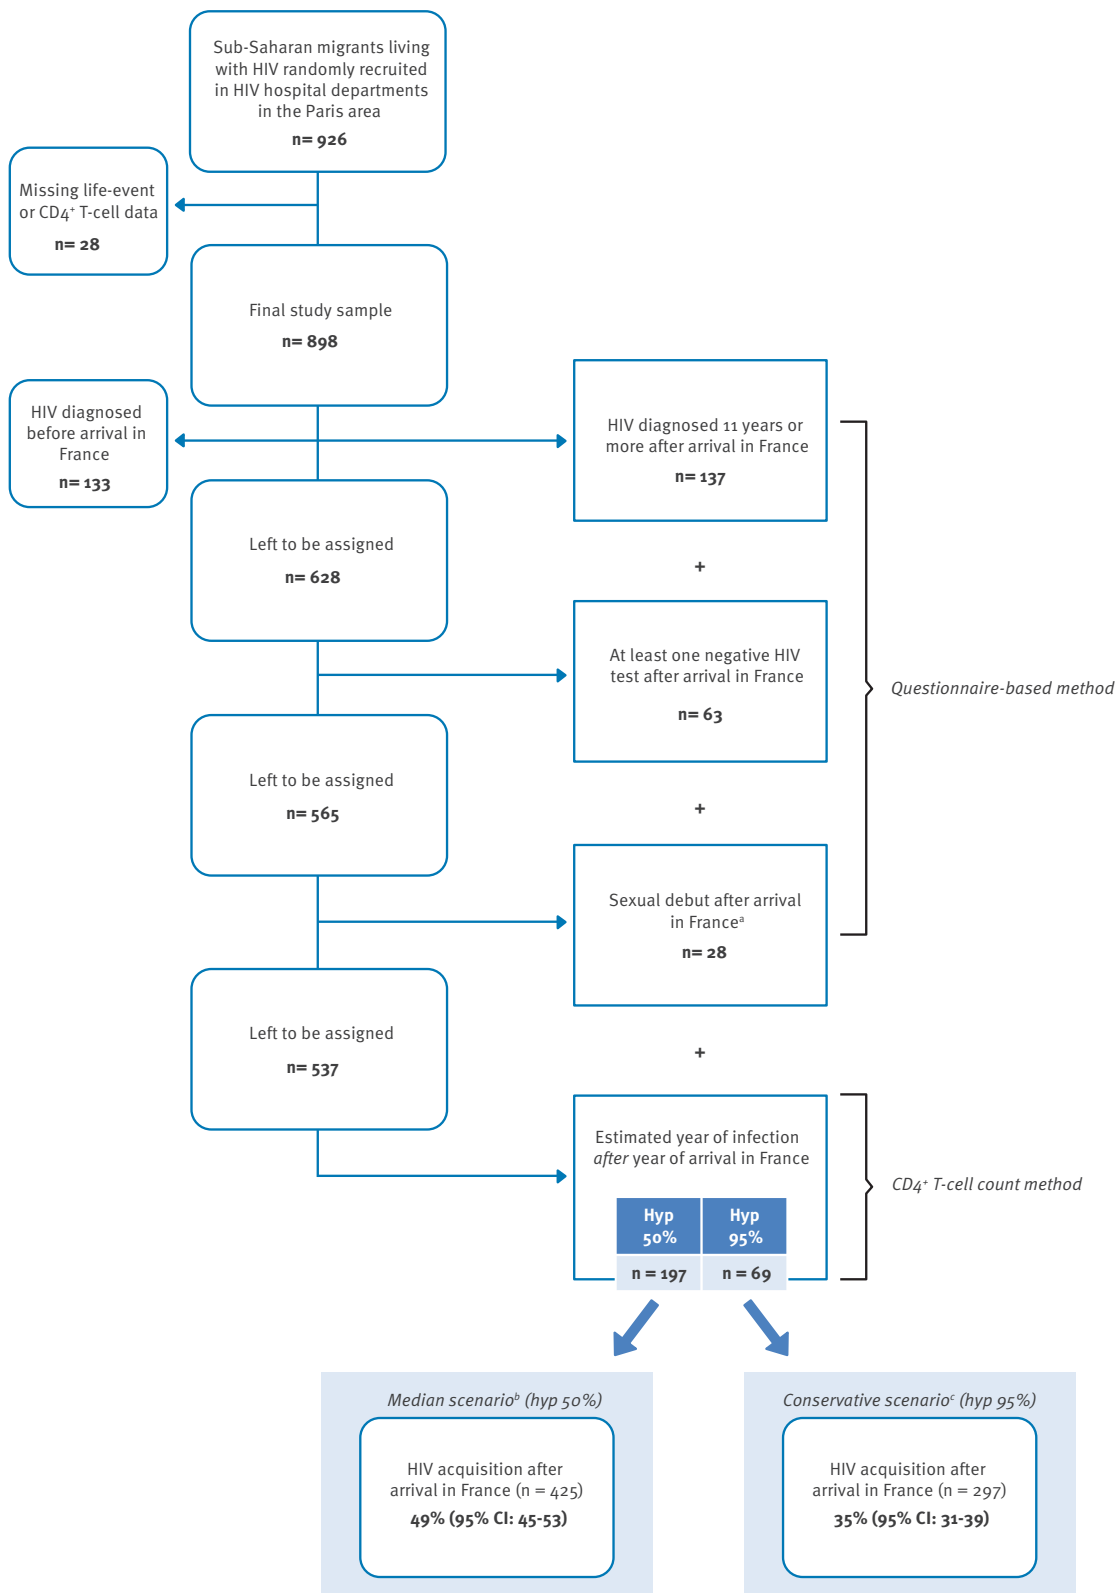 Sub-Saharan migrants living
with HIV randomly recruited
in HIV hospital departments
in the Paris area
n= 926
Missing life-event
or CD4⁺ T-cell data
n= 28
Final study sample
n= 898
HIV diagnosed
before arrival in
France
n= 133
HIV diagnosed 11 years or
more after arrival in France
n= 137
Left to be assigned
n= 628
+
At least one negative HIV
test after arrival in France
n= 63
Questionnaire-based method
Left to be assigned
n= 565
+
Sexual debut after arrival
in Franceᵃ
n= 28
Left to be assigned
n= 537
+
Estimated year of infection
after year of arrival in France
CD4⁺ T-cell count method
Hyp 50%
Hyp 95%
n = 197
n = 69
Median scenarioᵇ (hyp 50%)
HIV acquisition after
arrival in France (n = 425)
49% (95% CI: 45-53)
Conservative scenarioᶜ (hyp 95%)
HIV acquisition after
arrival in France (n = 297)
35% (95% CI: 31-39)